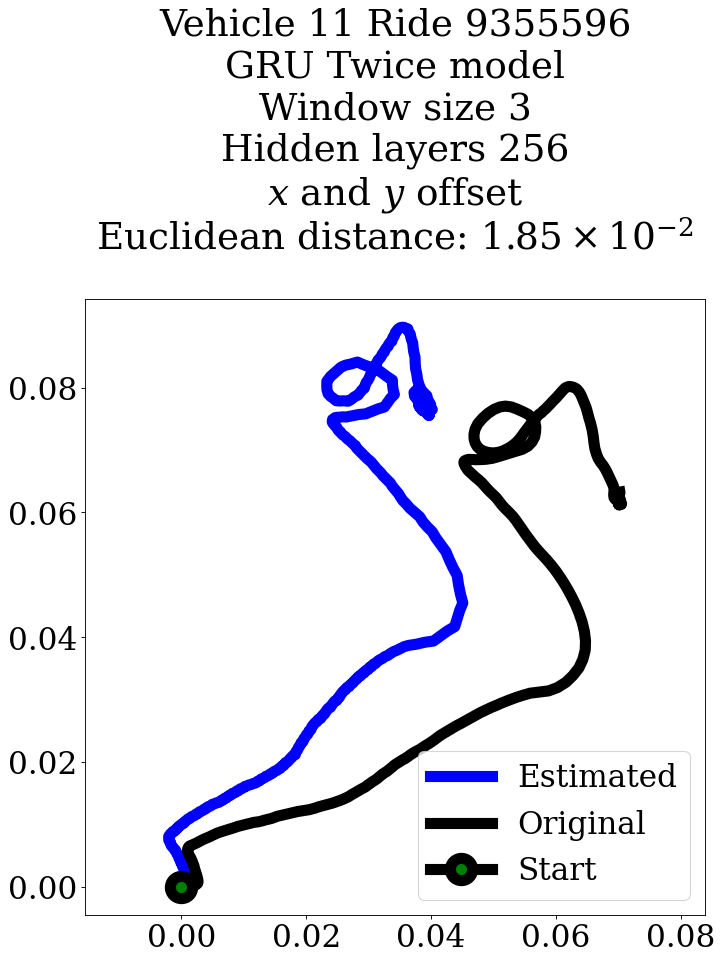 Vehicle 11 Ride 9355596
GRU Twice model
Window size 3
Hidden layers 256
x and y offset
Euclidean distance: 1.85 × 10⁻²
0.08
0.06
0.04
0.02
0.00
Estimated
Original
Start
0.00 0.02 0.04 0.06 0.08